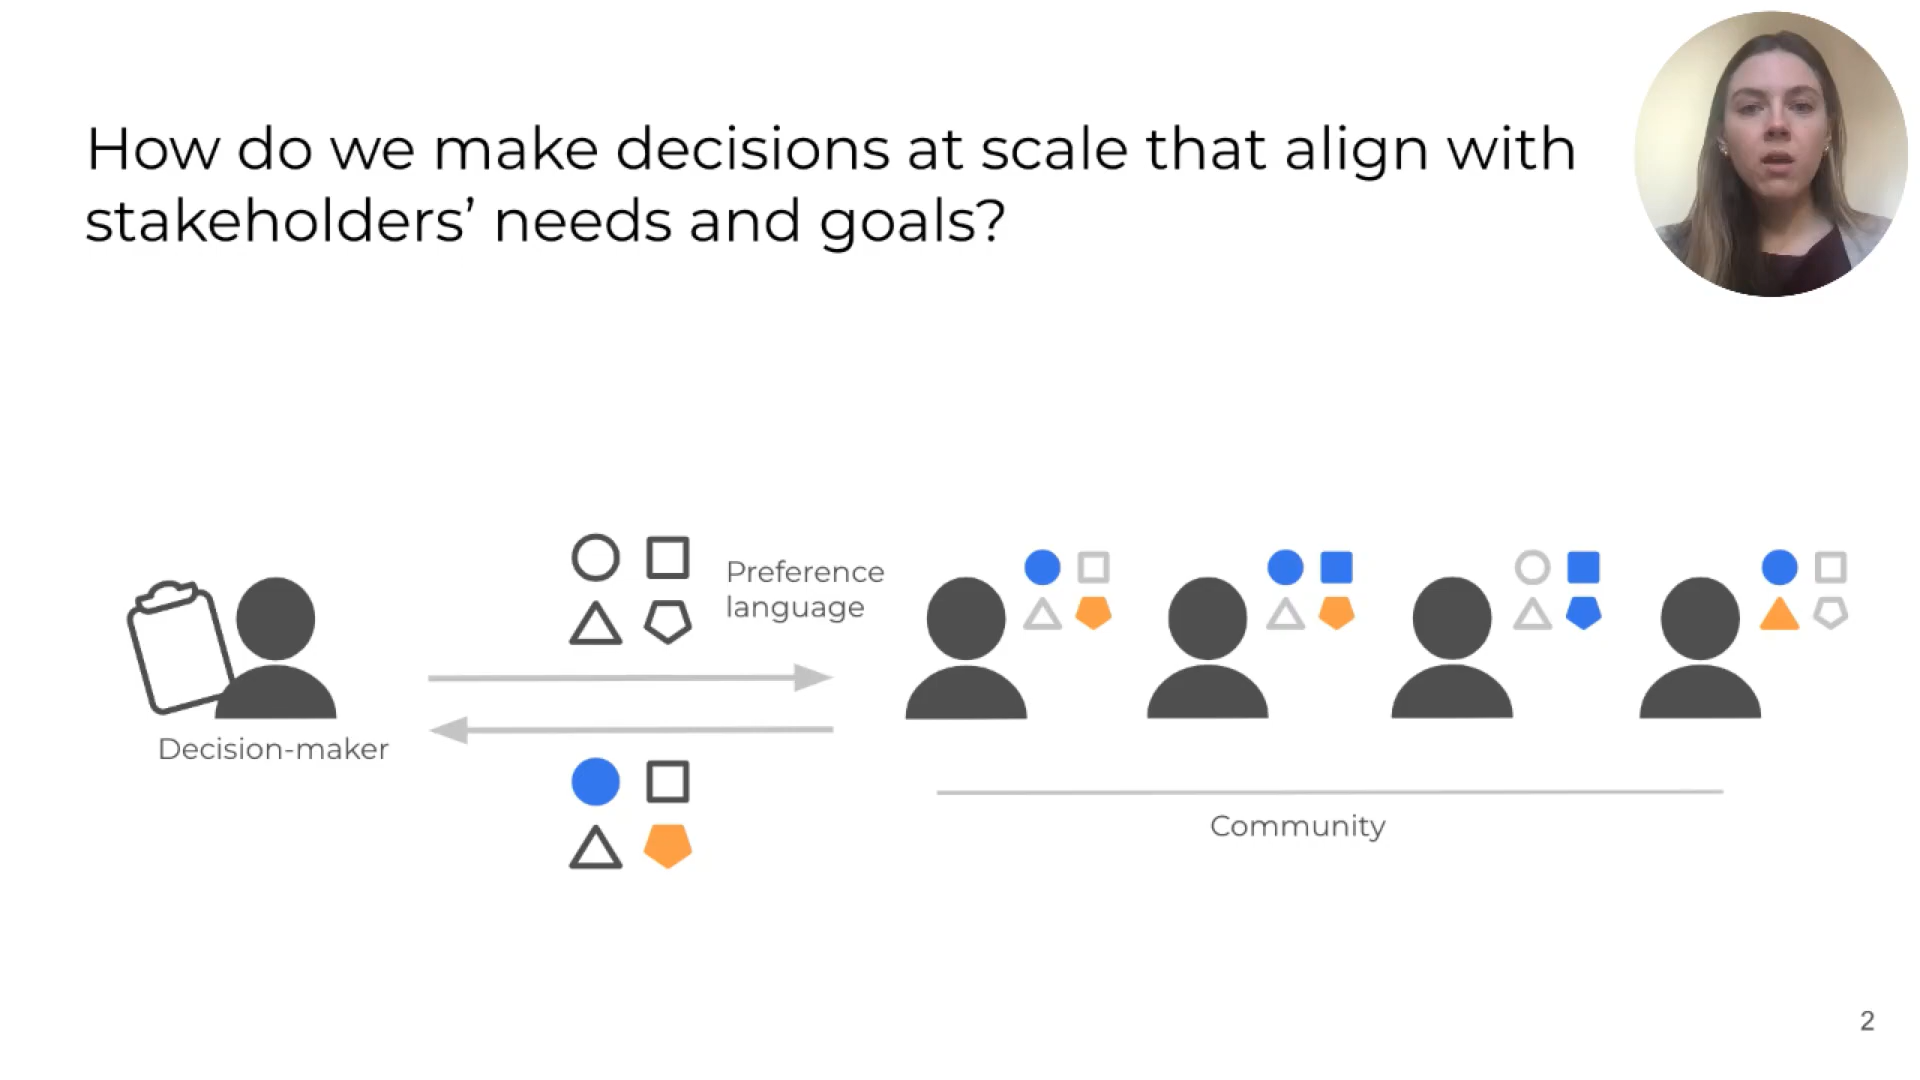 How do we make decisions at scale that align with
stakeholders’ needs and goals?
Preference
language
Decision-maker
Community
2